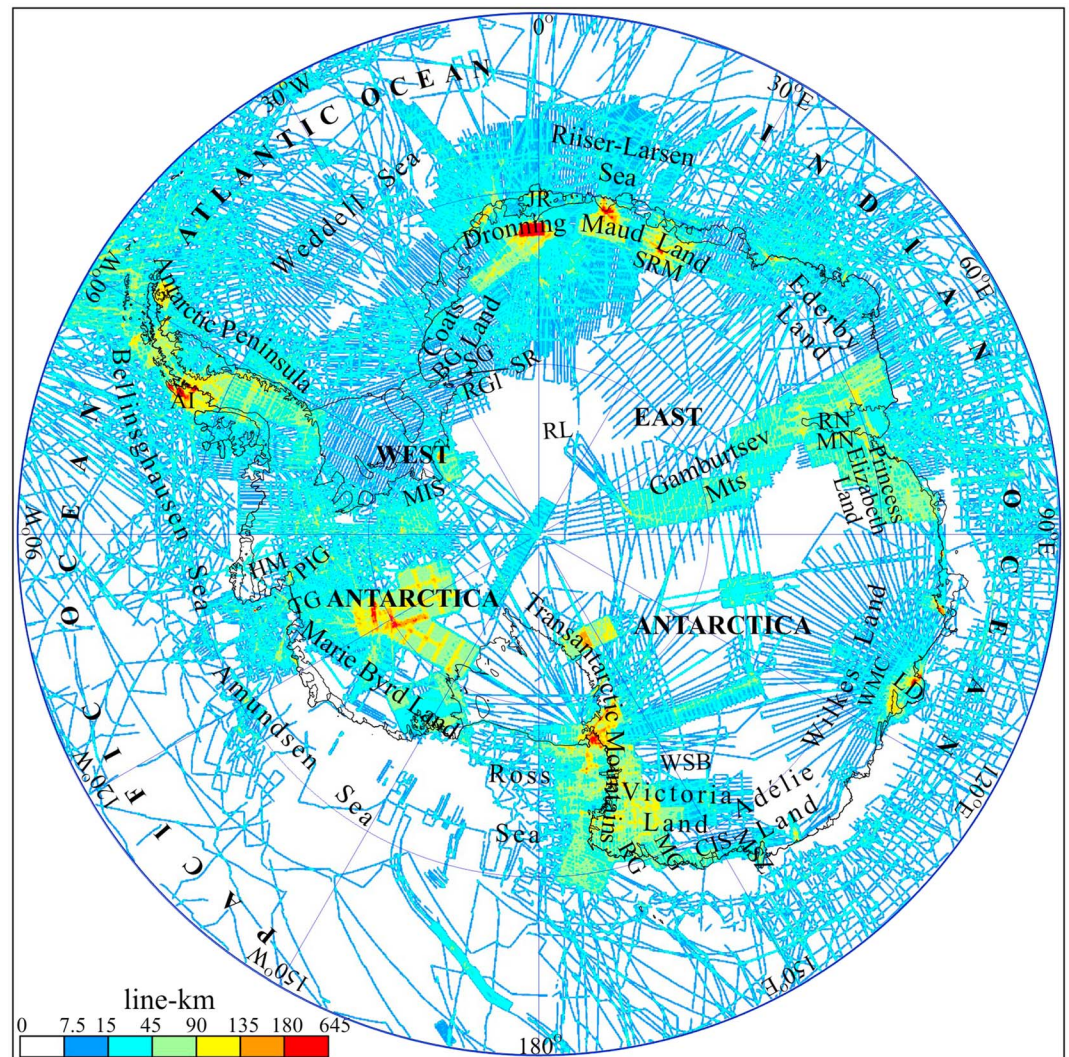 0°
30°W
30°E
ATLANTIC OCEAN
INDIAN OCEAN
Riiser-Larsen
Sea
Weddell Sea
JR
Dronning Maud Land
SRM
60°W
60°E
Antarctic Peninsula
Coats Land
Ederby
Land
BG
SG
SR
RGl
Bellinsghausen
Sea
AI
RL
EAST
WEST
MIS
RN
MN
Gamburtsev
Mts
Princess
Elizabeth
Land
90°W
90°E
HM
PIG
TG
ANTARCTICA
Transantarctic Mountains
ANTARCTICA
Marie Byrd Land
Wilkes Land
WMC
LD
Amundsen
Sea
Ross
Sea
WSB
Victoria
Land
Adélie
Land
RG
MG
CIS
MSZ
120°W
120°E
PACIFIC OCEAN
150°W
150°E
180°
line-km
0 7.5 15 45 90 135 180 645